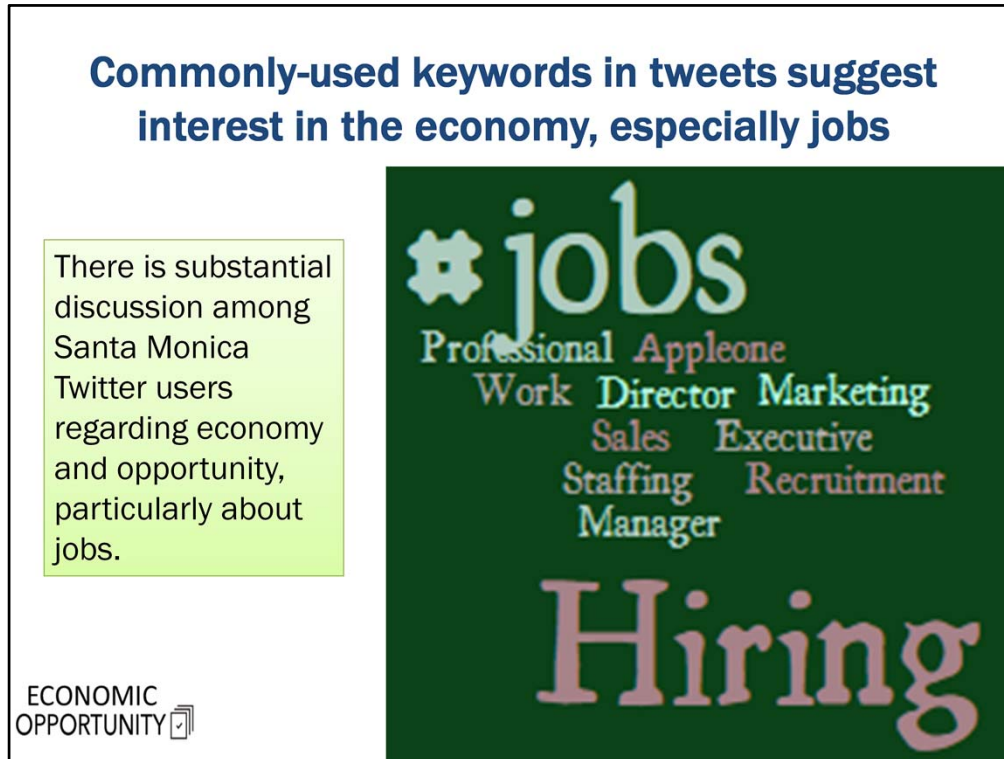 Commonly-used keywords in tweets suggest
interest in the economy, especially jobs
There is substantial
discussion among
Santa Monica
Twitter users
regarding economy
and opportunity,
particularly about
jobs.
#jobs
Professional Appleone
Work Director Marketing
Sales Executive
Staffing Recruitment
Manager
Hiring
ECONOMIC
OPPORTUNITY